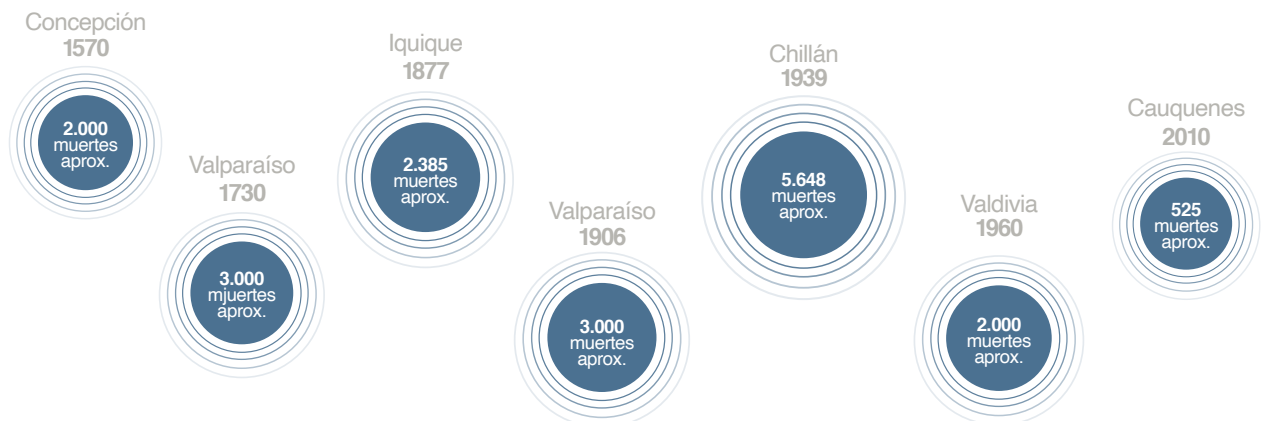 Concepción
1570
2.000
muertes
aprox.
Valparaíso
1730
3.000
mjuertes
aprox.
Iquique
1877
2.385
muertes
aprox.
Valparaíso
1906
3.000
muertes
aprox.
Chillán
1939
5.648
muertes
aprox.
Valdivia
1960
2.000
muertes
aprox.
Cauquenes
2010
525
muertes
aprox.